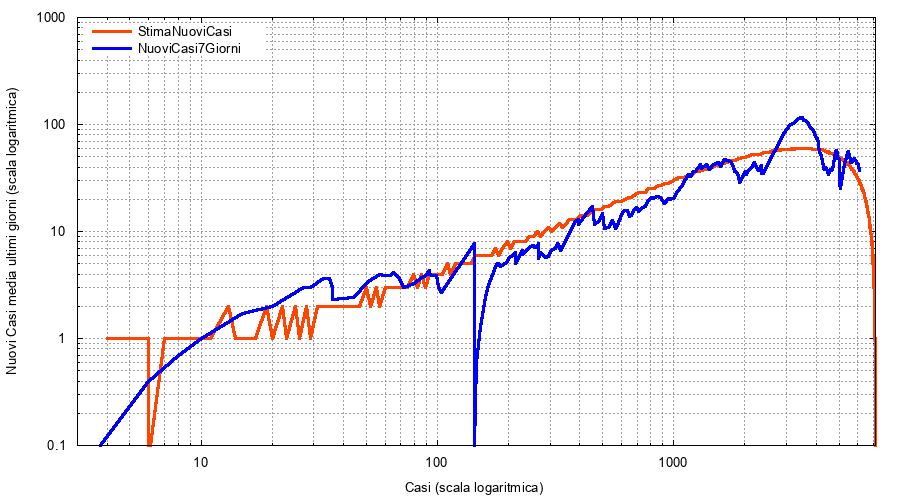 1000
StimaNuoviCasi
NuoviCasi7Giorni
100
10
1
0.1
Nuovi Casi media ultimi giorni (scala logaritmica)
10
100
1000
Casi (scala logaritmica)